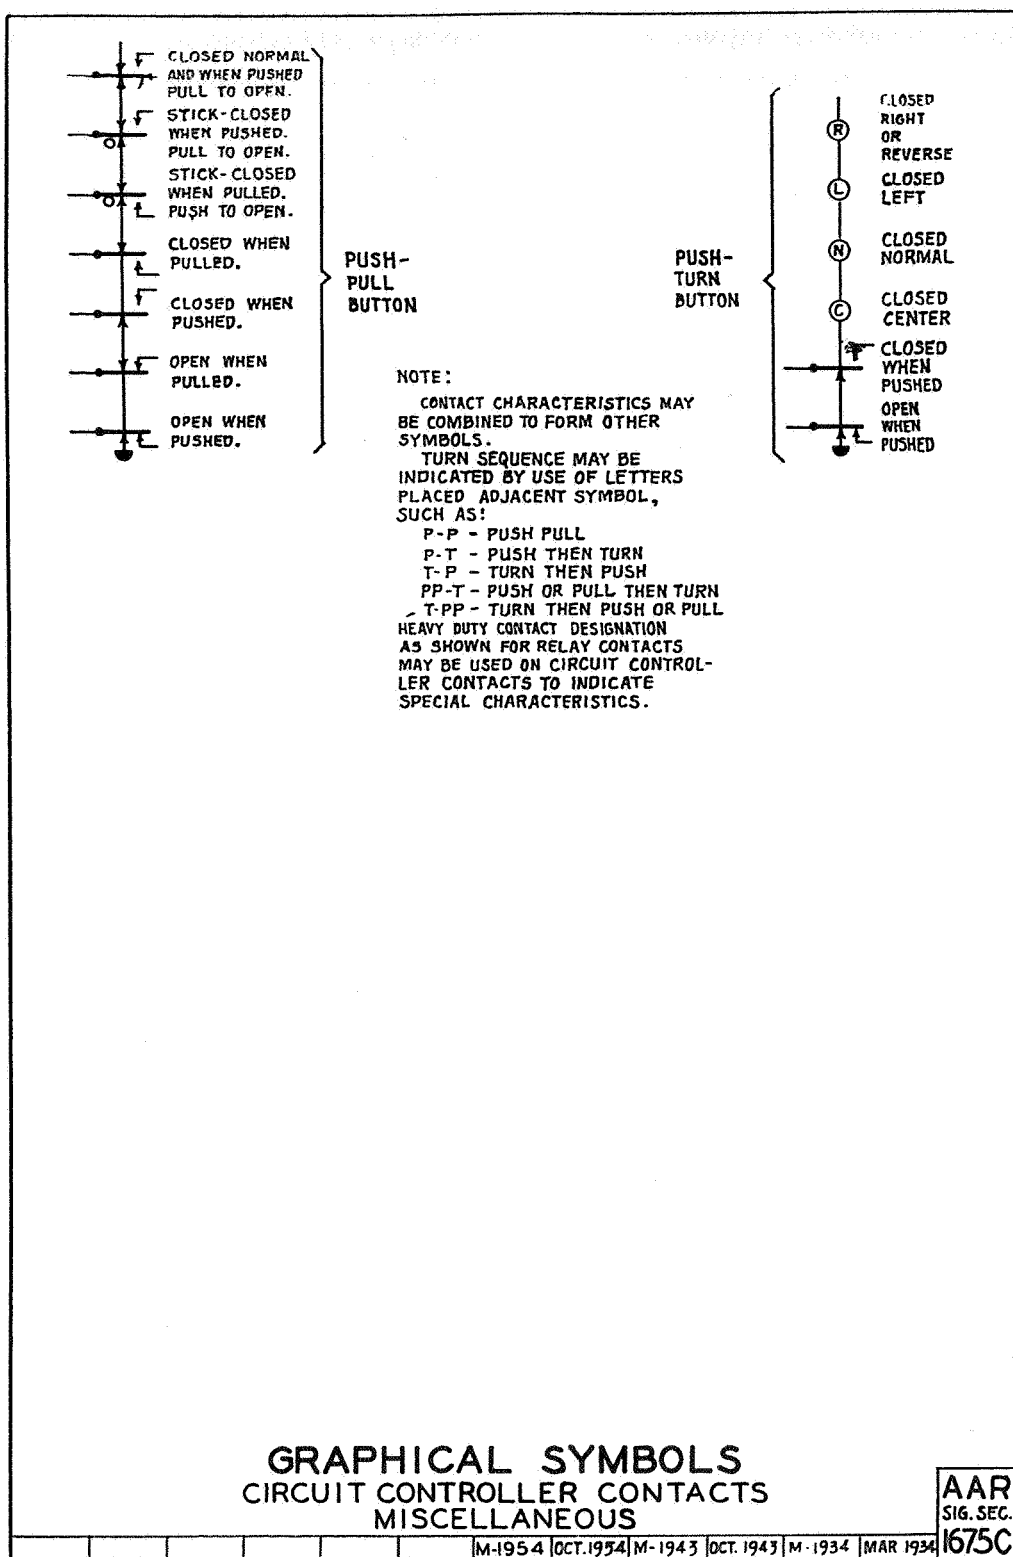 CLOSED NORMAL
AND WHEN PUSHED
PULL TO OPEN.
STICK-CLOSED
WHEN PUSHED.
PULL TO OPEN.
STICK-CLOSED
WHEN PULLED.
PUSH TO OPEN.
CLOSED WHEN
PULLED.
CLOSED WHEN
PUSHED.
OPEN WHEN
PULLED.
OPEN WHEN
PUSHED.
PUSH-
PULL
BUTTON
PUSH-
TURN
BUTTON
R
CLOSED
RIGHT
OR
REVERSE
L
CLOSED
LEFT
N
CLOSED
NORMAL
C
CLOSED
CENTER
CLOSED
WHEN
PUSHED
OPEN
WHEN
PUSHED
NOTE:
CONTACT CHARACTERISTICS MAY
BE COMBINED TO FORM OTHER
SYMBOLS.
TURN SEQUENCE MAY BE
INDICATED BY USE OF LETTERS
PLACED ADJACENT SYMBOL,
SUCH AS:
P-P - PUSH PULL
P-T - PUSH THEN TURN
T-P - TURN THEN PUSH
PP-T - PUSH OR PULL THEN TURN
T-PP - TURN THEN PUSH OR PULL
HEAVY DUTY CONTACT DESIGNATION
AS SHOWN FOR RELAY CONTACTS
MAY BE USED ON CIRCUIT CONTROL-
LER CONTACTS TO INDICATE
SPECIAL CHARACTERISTICS.
GRAPHICAL SYMBOLS
CIRCUIT CONTROLLER CONTACTS
MISCELLANEOUS
AAR
SIG. SEC.
1675C
M-1954 OCT.1954 M-1943 OCT. 1943 M-1934 MAR 1934